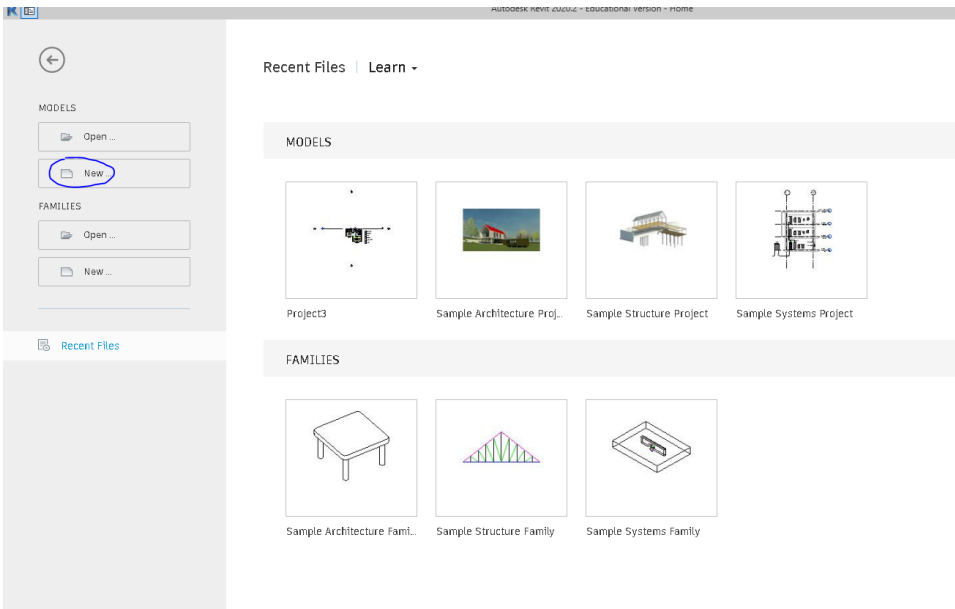 Autodesk Revit 2020.2 - Educational Version - Home
Recent Files | Learn
MODELS
Open ...
New ...
FAMILIES
Open ...
New ...
Recent Files
MODELS
Project3
Sample Architecture Proj...
Sample Structure Project
Sample Systems Project
FAMILIES
Sample Architecture Fami...
Sample Structure Family
Sample Systems Family